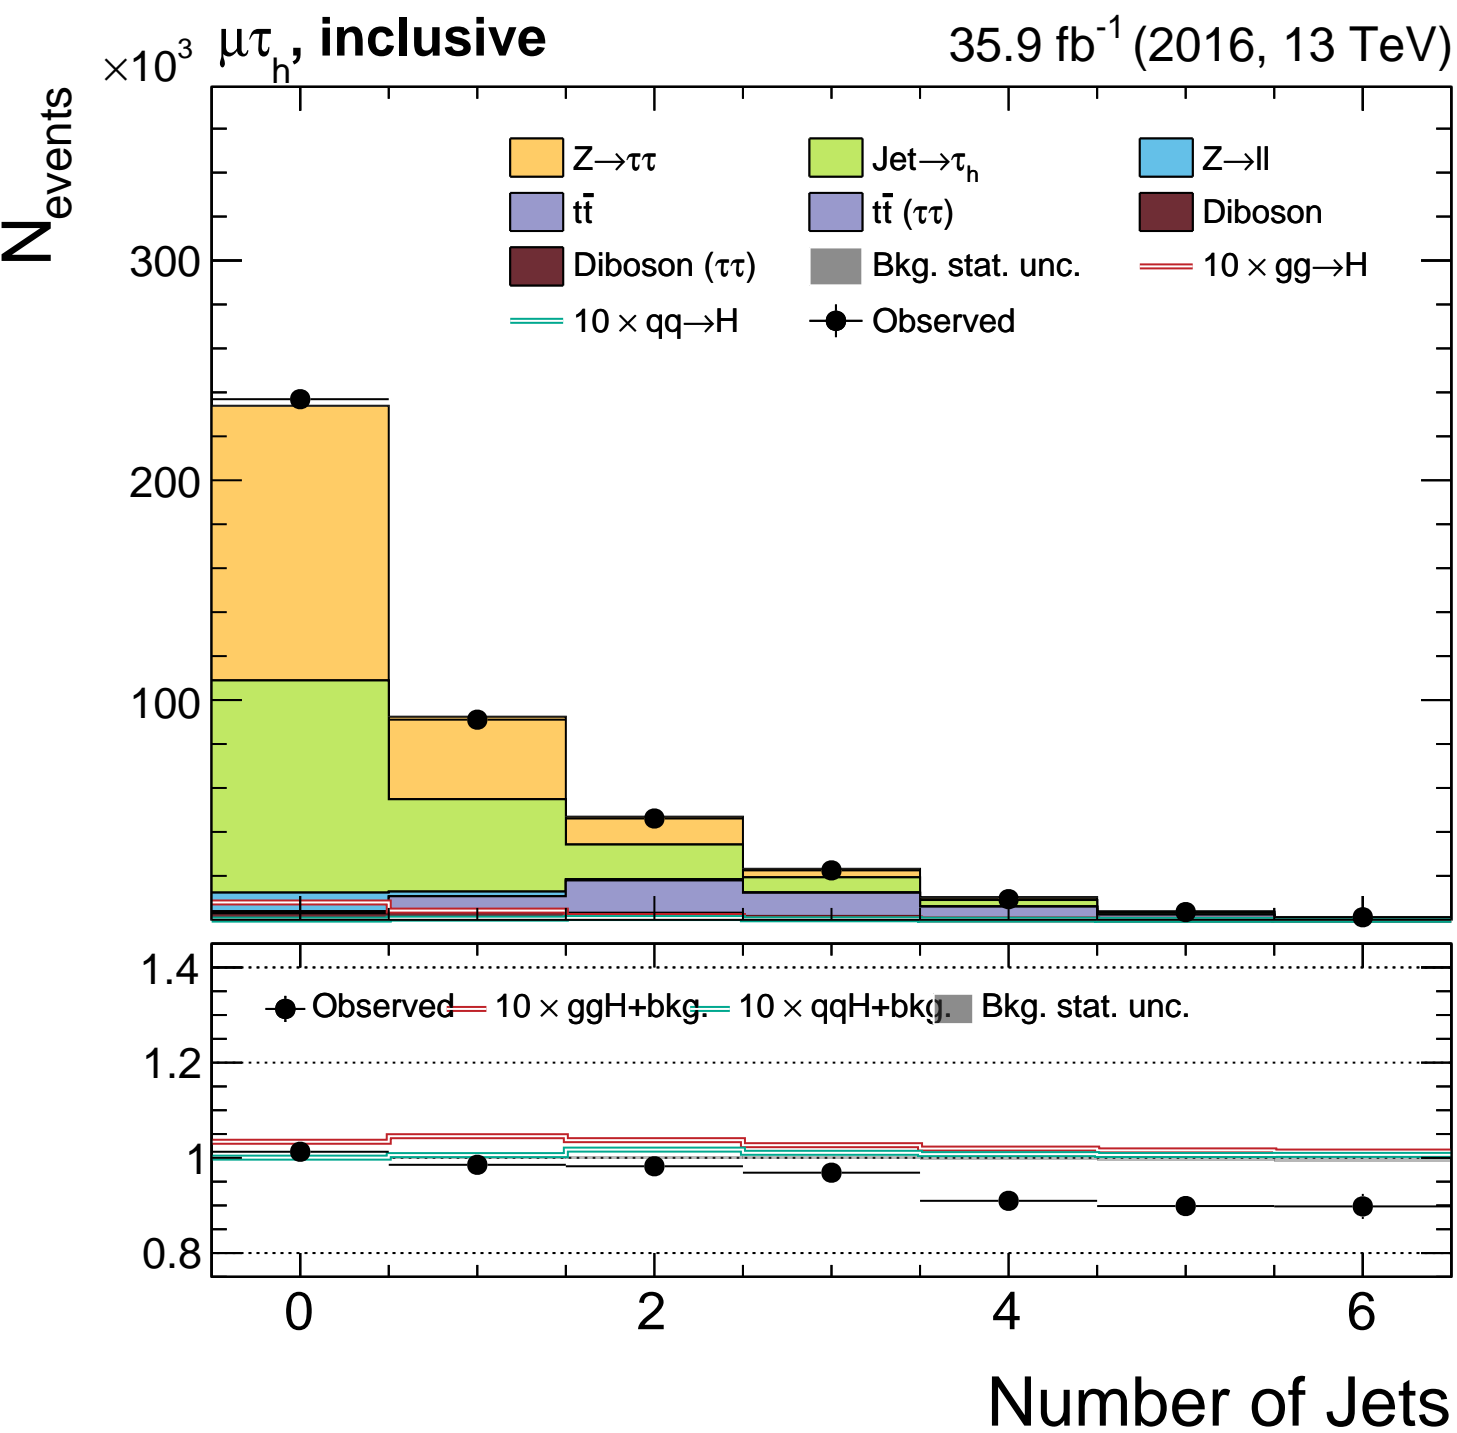 ×10³ μτₕ, inclusive 35.9 fb⁻¹ (2016, 13 TeV)
N_events
Z→ττ Jet→τₕ Z→ll
tt̄ tt̄ (ττ) Diboson
Diboson (ττ) Bkg. stat. unc. 10 × gg→H
10 × qq→H Observed
300
200
100
1.4
Observed 10 × ggH+bkg. 10 × qqH+bkg. Bkg. stat. unc.
1.2
1
0.8
0 2 4 6
Number of Jets